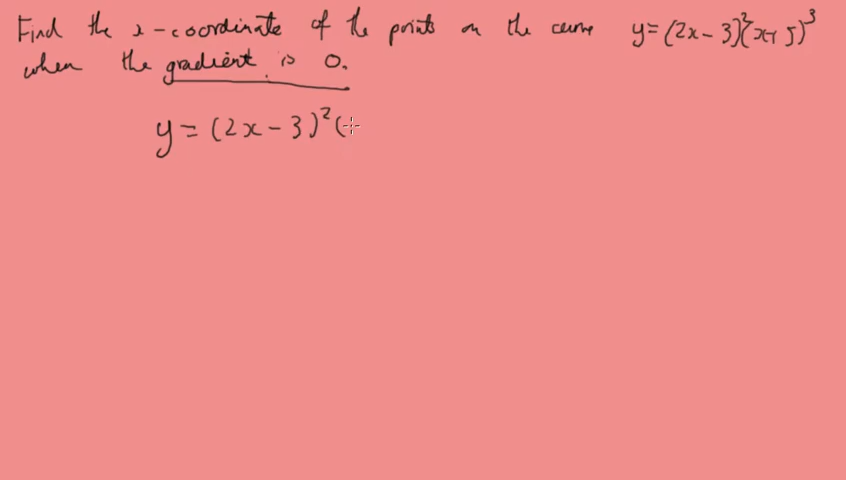 Find the x-coordinate of the points on the curve y=(2x-3)²(x+5)³
when the gradient is 0.
y = (2x-3)²(